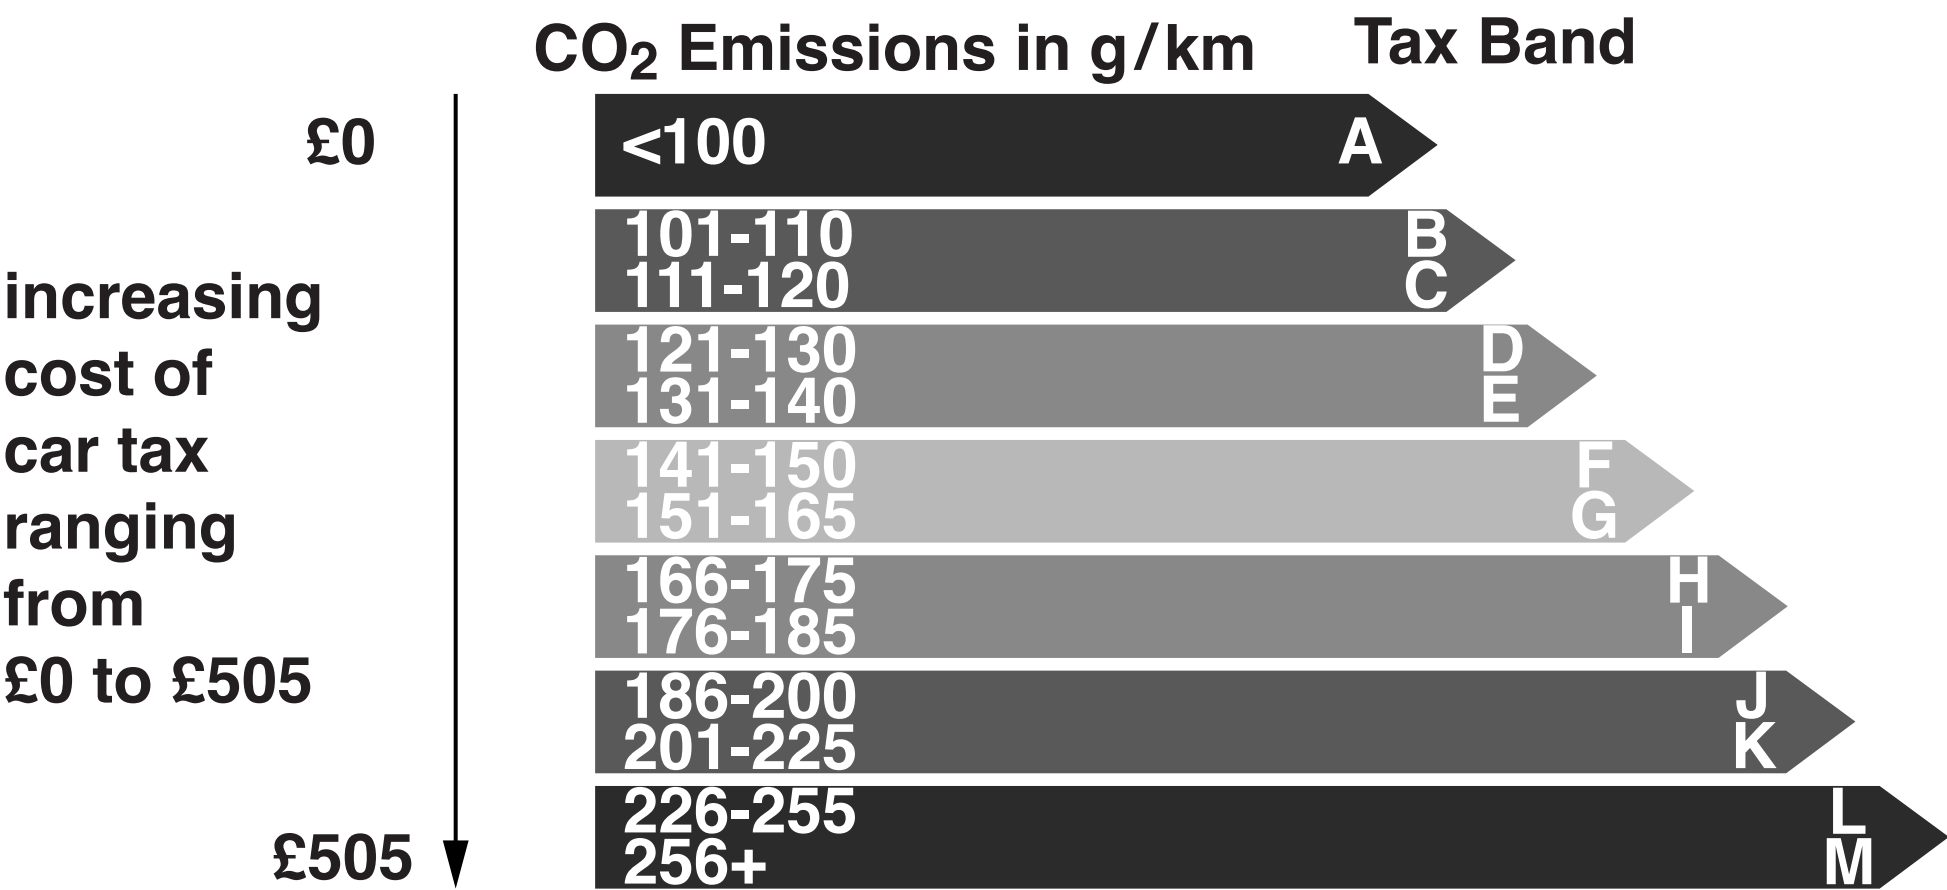 CO₂ Emissions in g/km Tax Band
£0
<100 A
101-110 B
111-120 C
increasing
cost of
car tax
ranging
from
£0 to £505
121-130 D
131-140 E
141-150 F
151-165 G
166-175 H
176-185 I
186-200 J
201-225 K
£505
226-255 L
256+ M